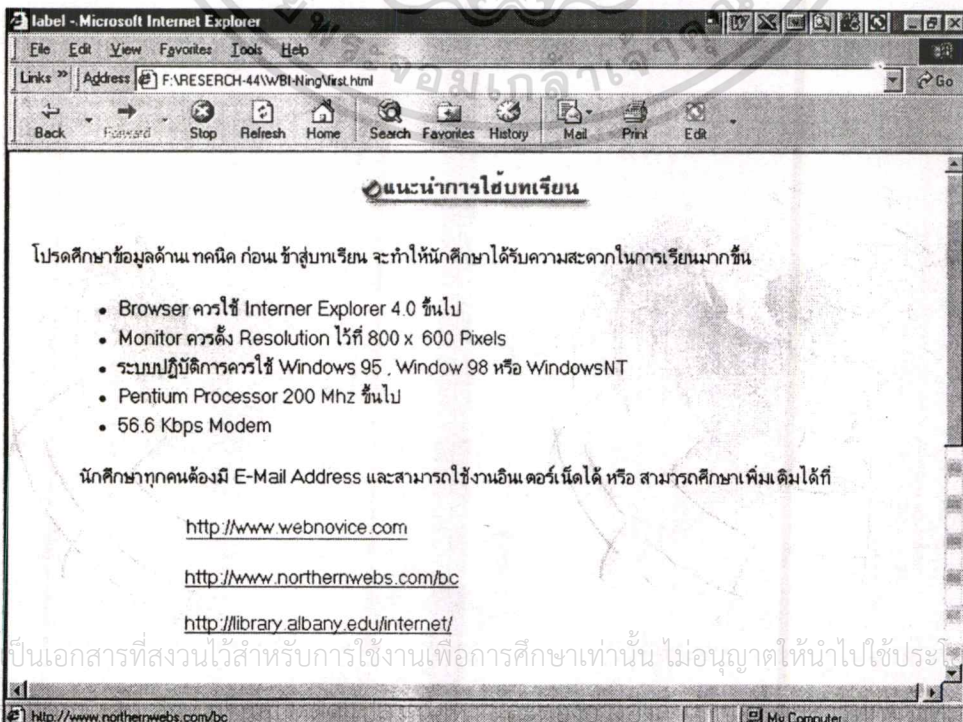 label - Microsoft Internet Explorer
File Edit View Favorites Tools Help
Links » Address F:\RESERCH-44\WBI-Ning\first.html Go
Back Forward Stop Refresh Home Search Favorites History Mail Print Edit
แนะนำการใช้บทเรียน
โปรดศึกษาข้อมูลด้านเทคนิค ก่อนเข้าสู่บทเรียน จะทำให้นักศึกษาได้รับความสะดวกในการเรียนมากขึ้น
• Browser ควรใช้ Interner Explorer 4.0 ขึ้นไป
• Monitor ควรตั้ง Resolution ไว้ที่ 800 x 600 Pixels
• ระบบปฏิบัติการควรใช้ Windows 95 , Window 98 หรือ WindowsNT
• Pentium Processor 200 Mhz ขึ้นไป
• 56.6 Kbps Modem
นักศึกษาทุกคนต้องมี E-Mail Address และสามารถใช้งานอินเตอร์เน็ตได้ หรือ สามารถศึกษาเพิ่มเติมได้ที่
http://www.webnovice.com
http://www.northernwebs.com/bc
http://library.albany.edu/internet/
เป็นเอกสารที่สงวนไว้สำหรับการใช้งานเพื่อการศึกษาเท่านั้น ไม่อนุญาตให้นำไปใช้ประโย
http://www.northernwebs.com/bc My Computer